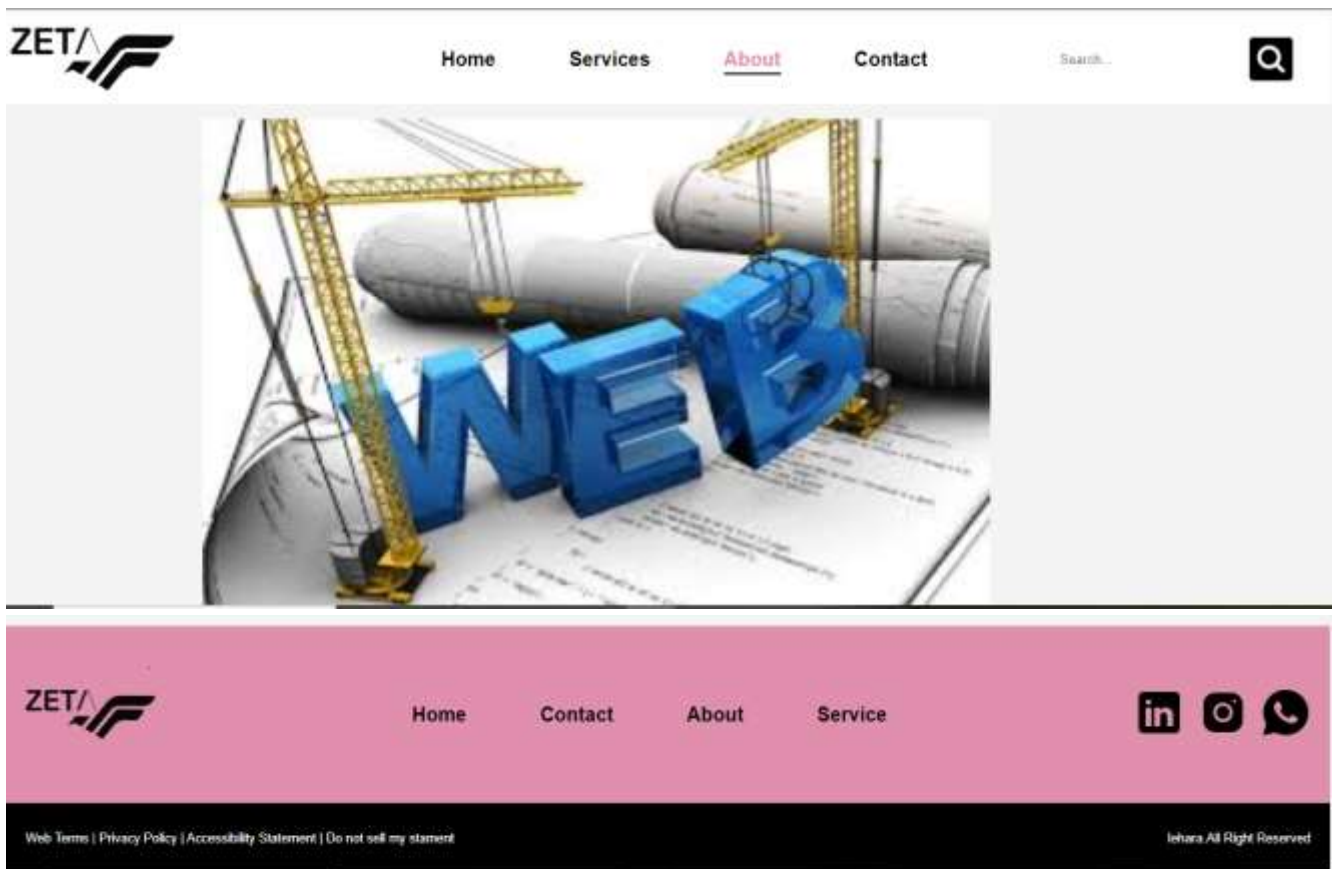 ZETA
Home Services About Contact Search...
WEB
ZETA
Home Contact About Service
in
Web Terms | Privacy Policy | Accessibility Statement | Do not sell my stament
lehara.All Right Reserved